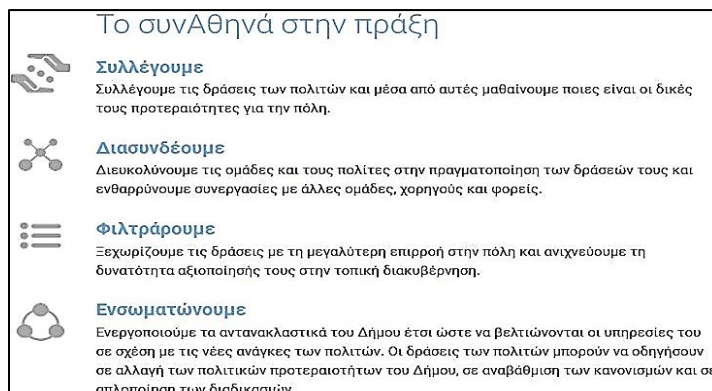 Το συνΑθηνά στην πράξη
Συλλέγουμε
Συλλέγουμε τις δράσεις των πολιτών και μέσα από αυτές μαθαίνουμε ποιες είναι οι δικές
τους προτεραιότητες για την πόλη.
Διασυνδέουμε
Διευκολύνουμε τις ομάδες και τους πολίτες στην πραγματοποίηση των δράσεών τους και
ενθαρρύνουμε συνεργασίες με άλλες ομάδες, χορηγούς και φορείς.
Φιλτράρουμε
Ξεχωρίζουμε τις δράσεις με τη μεγαλύτερη επιρροή στην πόλη και ανιχνεύουμε τη
δυνατότητα αξιοποίησής τους στην τοπική διακυβέρνηση.
Ενσωματώνουμε
Ενεργοποιούμε τα αντανακλαστικά του Δήμου έτσι ώστε να βελτιώνονται οι υπηρεσίες του
σε σχέση με τις νέες ανάγκες των πολιτών. Οι δράσεις των πολιτών μπορούν να οδηγήσουν
σε αλλαγή των πολιτικών προτεραιοτήτων του Δήμου, σε αναβάθμιση των κανονισμών και σε
απλοποίηση των διαδικασιών